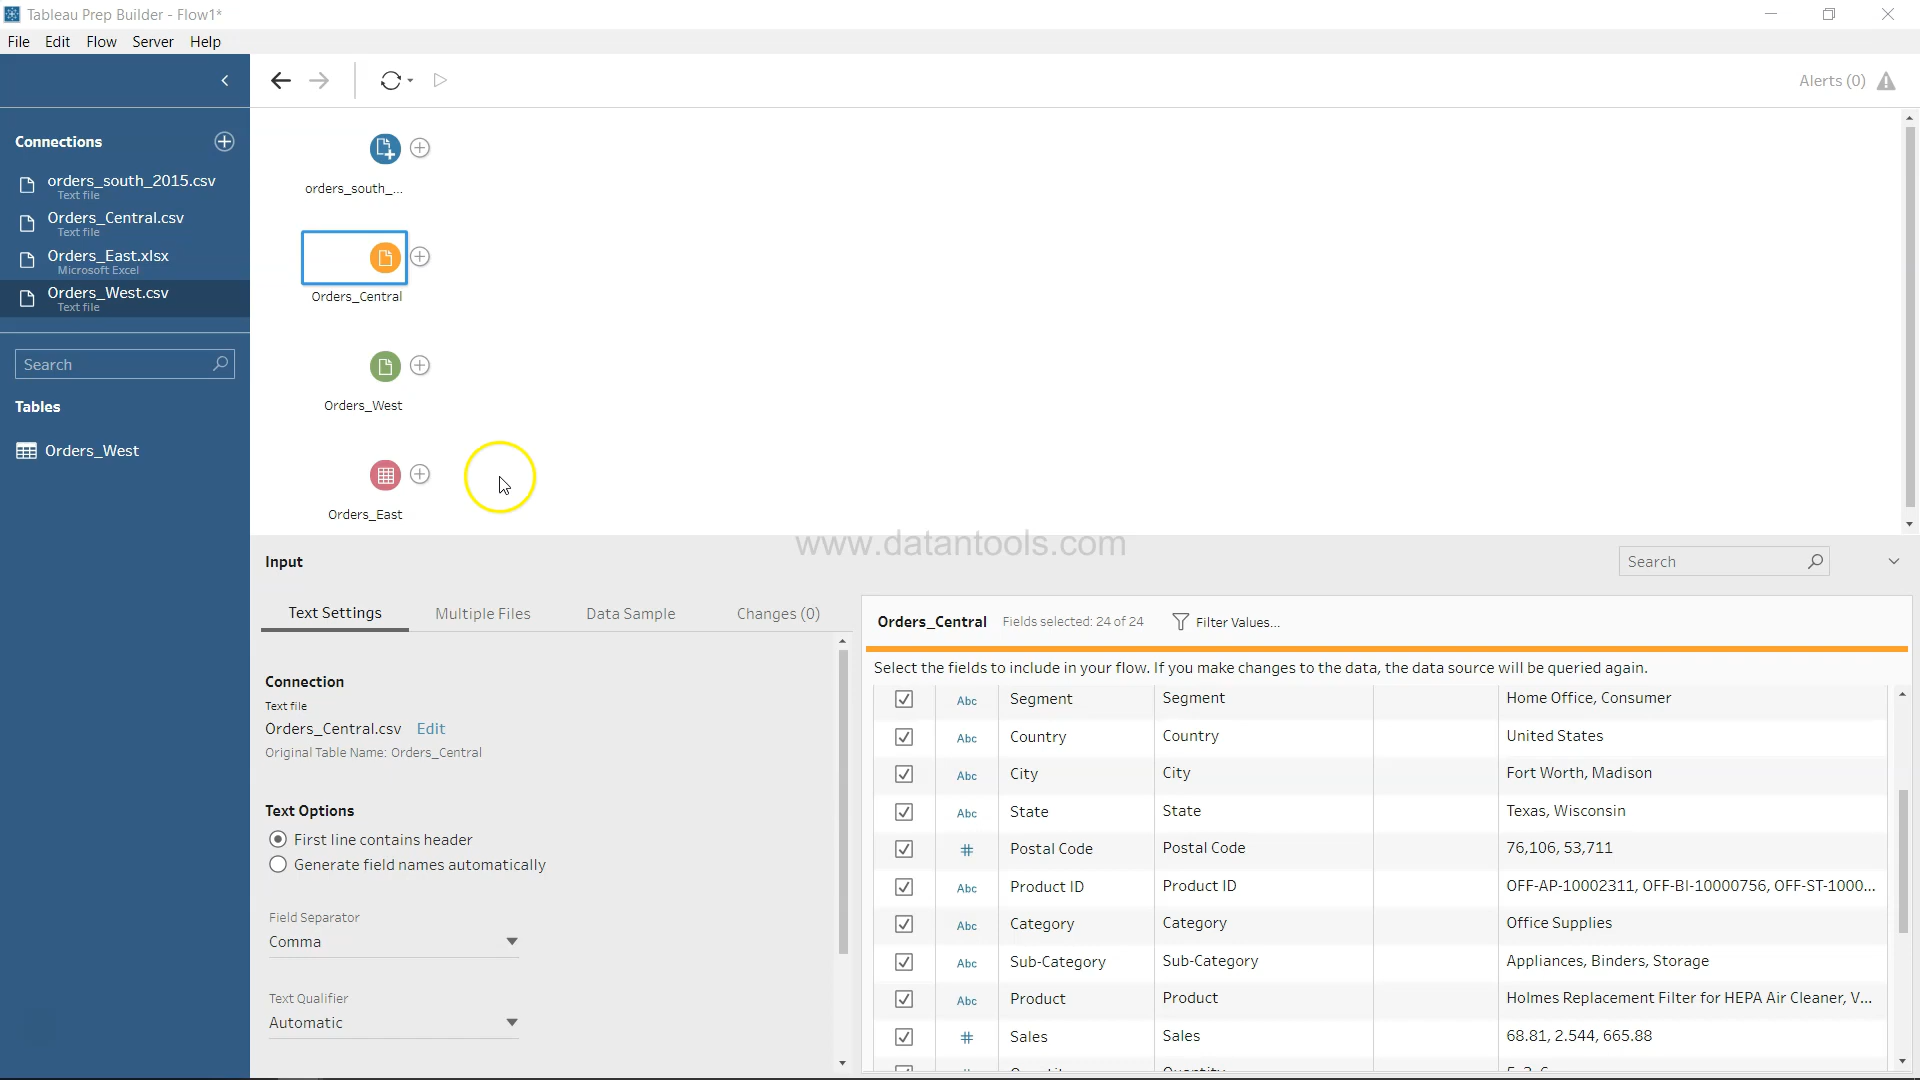 Tableau Prep Builder - Flow1*
File Edit Flow Server Help
Alerts (0)
Connections
orders_south_2015.csv
Text file
Orders_Central.csv
Text file
Orders_East.xlsx
Microsoft Excel
Orders_West.csv
Text file
Search
Tables
Orders_West
orders_south_...
Orders_Central
Orders_West
Orders_East
www.datantools.com
Input
Search
Text Settings Multiple Files Data Sample Changes (0)
Connection
Text file
Orders_Central.csv Edit
Original Table Name: Orders_Central
Text Options
First line contains header
Generate field names automatically
Field Separator
Comma
Text Qualifier
Automatic
Orders_Central Fields selected: 24 of 24 Filter Values...
Select the fields to include in your flow. If you make changes to the data, the data source will be queried again.
Abc Segment Segment Home Office, Consumer
Abc Country Country United States
Abc City City Fort Worth, Madison
Abc State State Texas, Wisconsin
# Postal Code Postal Code 76,106, 53,711
Abc Product ID Product ID OFF-AP-10002311, OFF-BI-10000756, OFF-ST-1000...
Abc Category Category Office Supplies
Abc Sub-Category Sub-Category Appliances, Binders, Storage
Abc Product Product Holmes Replacement Filter for HEPA Air Cleaner, V...
# Sales Sales 68.81, 2.544, 665.88